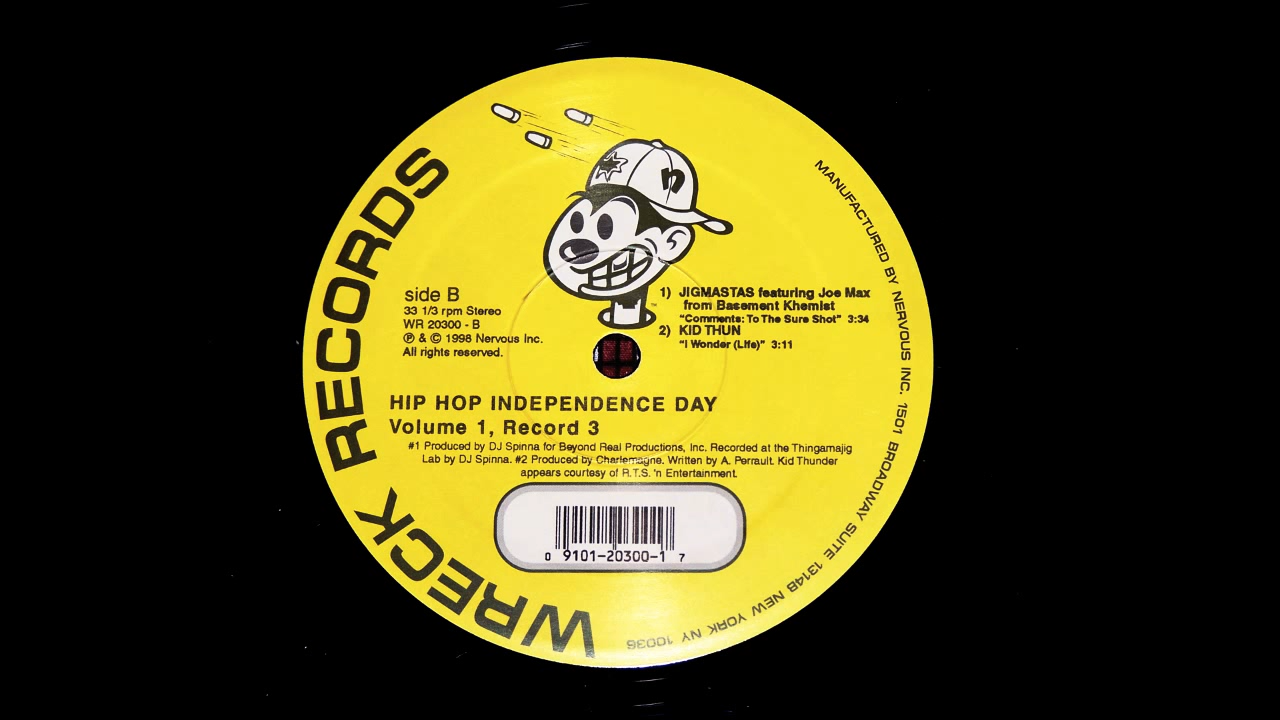 WRECK RECORDS
MANUFACTURED BY NERVOUS INC. 1501 BROADWAY SUITE 1314B NEW YORK NY 10036
n
side B
33 1/3 rpm Stereo
WR 20300 - B
℗ & © 1998 Nervous Inc.
All rights reserved.
1) JIGMASTAS featuring Joe Max
from Basement Khemist
"Comments: To The Sure Shot" 3:34
2) KID THUN
"I Wonder (Life)" 3:11
™
HIP HOP INDEPENDENCE DAY
Volume 1, Record 3
#1 Produced by DJ Spinna for Beyond Real Productions, Inc. Recorded at the Thingamajig
Lab by DJ Spinna. #2 Produced by Charlemagne. Written by A. Perrault. Kid Thunder
appears courtesy of R.T.S. 'n Entertainment.
0 9101-20300-1 7